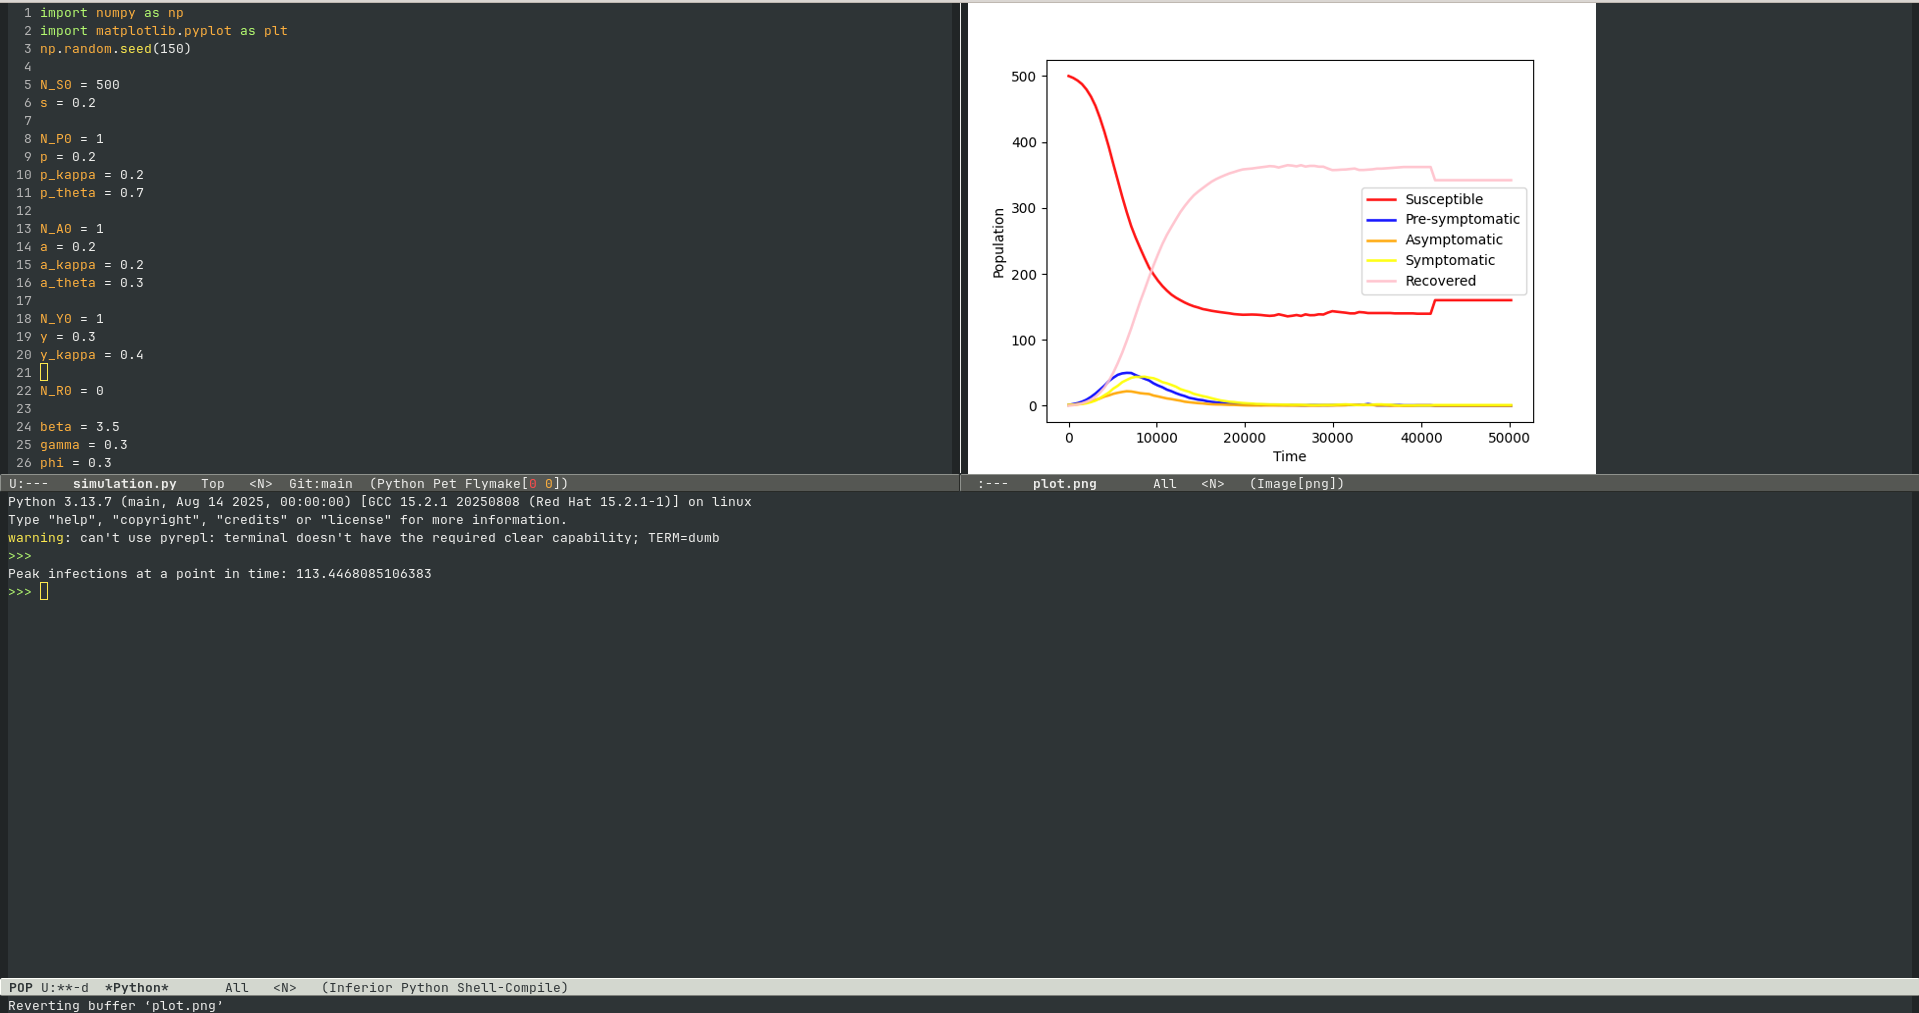 1 import numpy as np
2 import matplotlib.pyplot as plt
3 np.random.seed(150)
4
5 N_S0 = 500
6 s = 0.2
7
8 N_P0 = 1
9 p = 0.2
10 p_kappa = 0.2
11 p_theta = 0.7
12
13 N_A0 = 1
14 a = 0.2
15 a_kappa = 0.2
16 a_theta = 0.3
17
18 N_Y0 = 1
19 y = 0.3
20 y_kappa = 0.4
21
22 N_R0 = 0
23
24 beta = 3.5
25 gamma = 0.3
26 phi = 0.3
U:--- simulation.py Top <N> Git:main (Python Pet Flymake[0 0])
500
400
300
200
100
0
Population
0 10000 20000 30000 40000 50000
Time
Susceptible
Pre-symptomatic
Asymptomatic
Symptomatic
Recovered
:--- plot.png All <N> (Image[png])
Python 3.13.7 (main, Aug 14 2025, 00:00:00) [GCC 15.2.1 20250808 (Red Hat 15.2.1-1)] on linux
Type "help", "copyright", "credits" or "license" for more information.
warning: can't use pyrepl: terminal doesn't have the required clear capability; TERM=dumb
>>>
Peak infections at a point in time: 113.4468085106383
>>>
POP U:**-d *Python* All <N> (Inferior Python Shell-Compile)
Reverting buffer ‘plot.png’